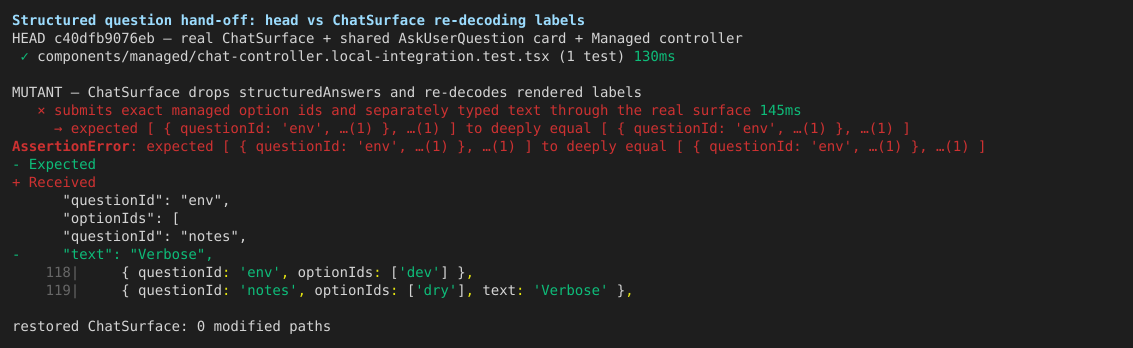 Structured question hand-off: head vs ChatSurface re-decoding labels
HEAD c40dfb9076eb — real ChatSurface + shared AskUserQuestion card + Managed controller
✓ components/managed/chat-controller.local-integration.test.tsx (1 test) 130ms
MUTANT — ChatSurface drops structuredAnswers and re-decodes rendered labels
× submits exact managed option ids and separately typed text through the real surface 145ms
→ expected [ { questionId: 'env', …(1) }, …(1) ] to deeply equal [ { questionId: 'env', …(1) }, …(1) ]
AssertionError: expected [ { questionId: 'env', …(1) }, …(1) ] to deeply equal [ { questionId: 'env', …(1) }, …(1) ]
- Expected
+ Received
"questionId": "env",
"optionIds": [
"questionId": "notes",
- "text": "Verbose",
118| { questionId: 'env', optionIds: ['dev'] },
119| { questionId: 'notes', optionIds: ['dry'], text: 'Verbose' },
restored ChatSurface: 0 modified paths